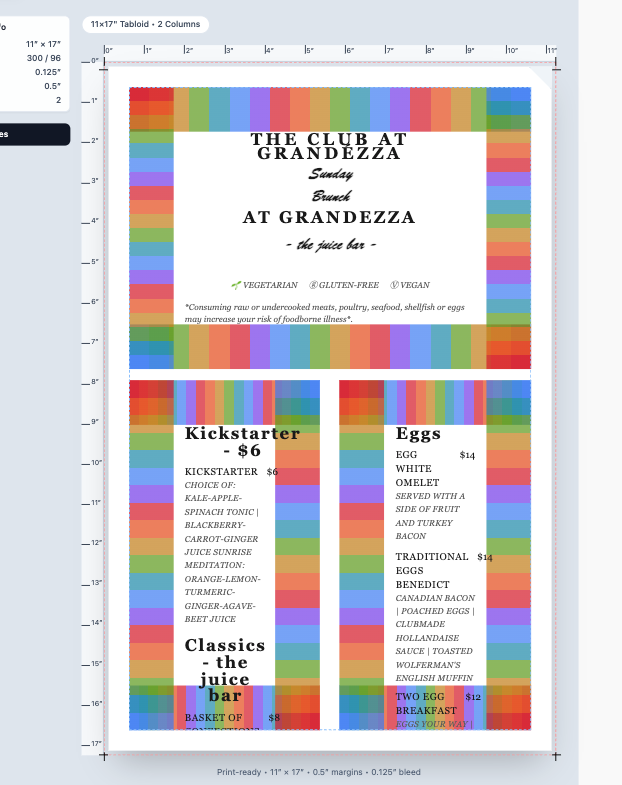 11×17" Tabloid • 2 Columns
11" × 17"
300 / 96
0.125"
0.5"
2
es
0" 1" 2" 3" 4" 5" 6" 7" 8" 9" 10" 11"
0"
1"
2"
3"
4"
5"
6"
7"
8"
9"
10"
11"
12"
13"
14"
15"
16"
17"
THE CLUB AT
GRANDEZZA
Sunday
Brunch
AT GRANDEZZA
- the juice bar -
🌱 VEGETARIAN Ⓖ GLUTEN-FREE Ⓥ VEGAN
*Consuming raw or undercooked meats, poultry, seafood, shellfish or eggs
may increase your risk of foodborne illness*.
Kickstarter
- $6
KICKSTARTER $6
CHOICE OF:
KALE-APPLE-
SPINACH TONIC |
BLACKBERRY-
CARROT-GINGER
JUICE SUNRISE
MEDITATION:
ORANGE-LEMON-
TURMERIC-
GINGER-AGAVE-
BEET JUICE
Classics
- the
juice
bar
BASKET OF $8
Eggs
EGG $14
WHITE
OMELET
SERVED WITH A
SIDE OF FRUIT
AND TURKEY
BACON
TRADITIONAL $14
EGGS
BENEDICT
CANADIAN BACON
| POACHED EGGS |
CLUBMADE
HOLLANDAISE
SAUCE | TOASTED
WOLFERMAN'S
ENGLISH MUFFIN
TWO EGG $12
BREAKFAST
EGGS YOUR WAY |
Print-ready • 11" × 17" • 0.5" margins • 0.125" bleed